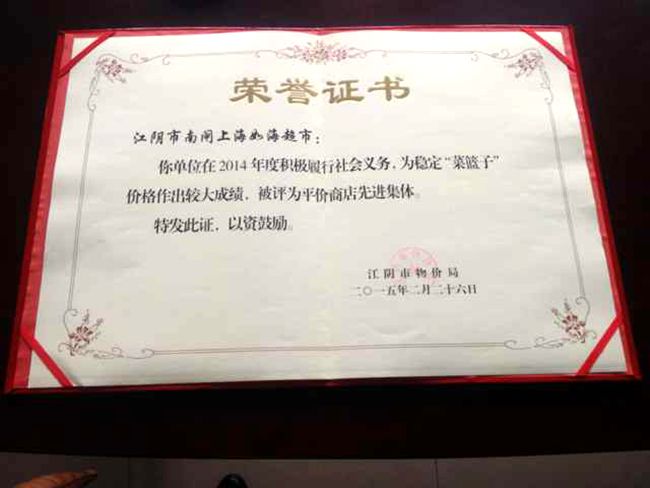 荣誉证书
江阴市南闸上海如海超市：
你单位在2014年度积极履行社会义务，为稳定“菜篮子”
价格作出较大成绩，被评为平价商店先进集体。
特发此证，以资鼓励。
江阴市物价局
二〇一五年二月二十六日